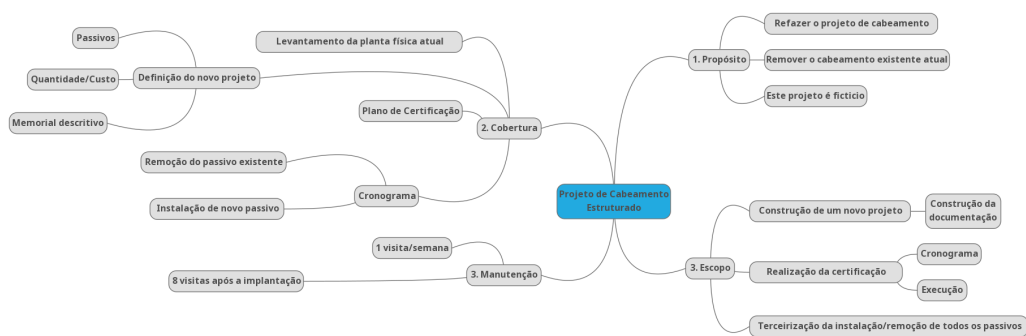 Projeto de Cabeamento
Estruturado
1. Propósito
Refazer o projeto de cabeamento
Remover o cabeamento existente atual
Este projeto é ficticio
2. Cobertura
Levantamento da planta física atual
Definição do novo projeto
Passivos
Quantidade/Custo
Memorial descritivo
Plano de Certificação
Cronograma
Remoção do passivo existente
Instalação de novo passivo
3. Manutenção
1 visita/semana
8 visitas após a implantação
3. Escopo
Construção de um novo projeto
Construção da
documentação
Realização da certificação
Cronograma
Execução
Terceirização da instalação/remoção de todos os passivos